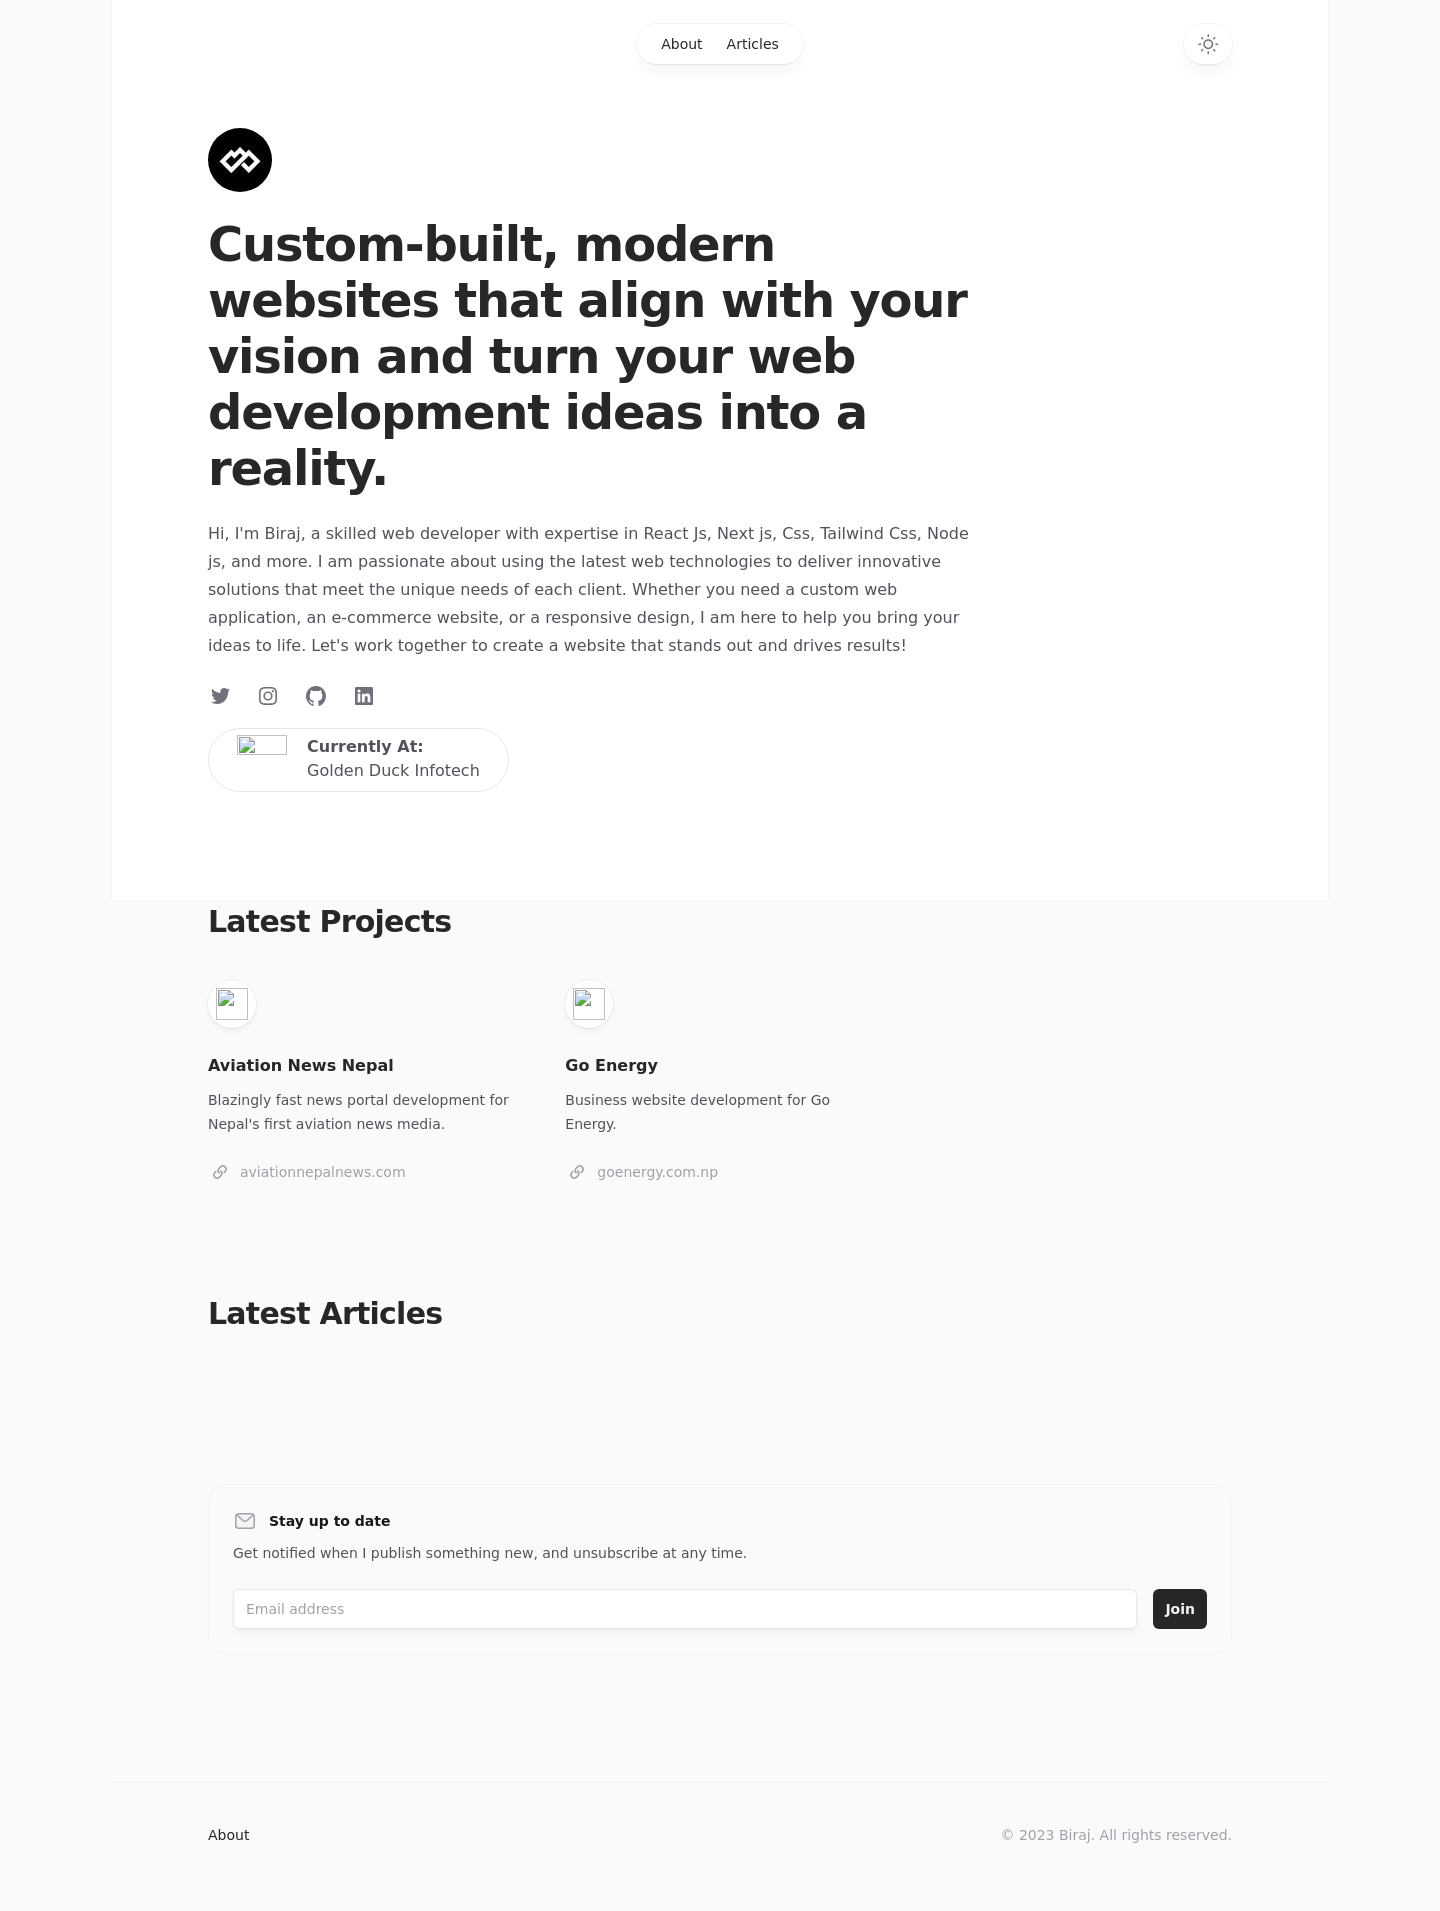 About
Articles
Custom-built, modern
websites that align with your
vision and turn your web
development ideas into a
reality.
Hi, I'm Biraj, a skilled web developer with expertise in React Js, Next js, Css, Tailwind Css, Node
js, and more. I am passionate about using the latest web technologies to deliver innovative
solutions that meet the unique needs of each client. Whether you need a custom web
application, an e-commerce website, or a responsive design, I am here to help you bring your
ideas to life. Let's work together to create a website that stands out and drives results!
Currently At:
Golden Duck Infotech
Latest Projects
Aviation News Nepal
Blazingly fast news portal development for
Nepal's first aviation news media.
aviationnepalnews.com
Go Energy
Business website development for Go
Energy.
goenergy.com.np
Latest Articles
Stay up to date
Get notified when I publish something new, and unsubscribe at any time.
Email address
Join
About
© 2023 Biraj. All rights reserved.